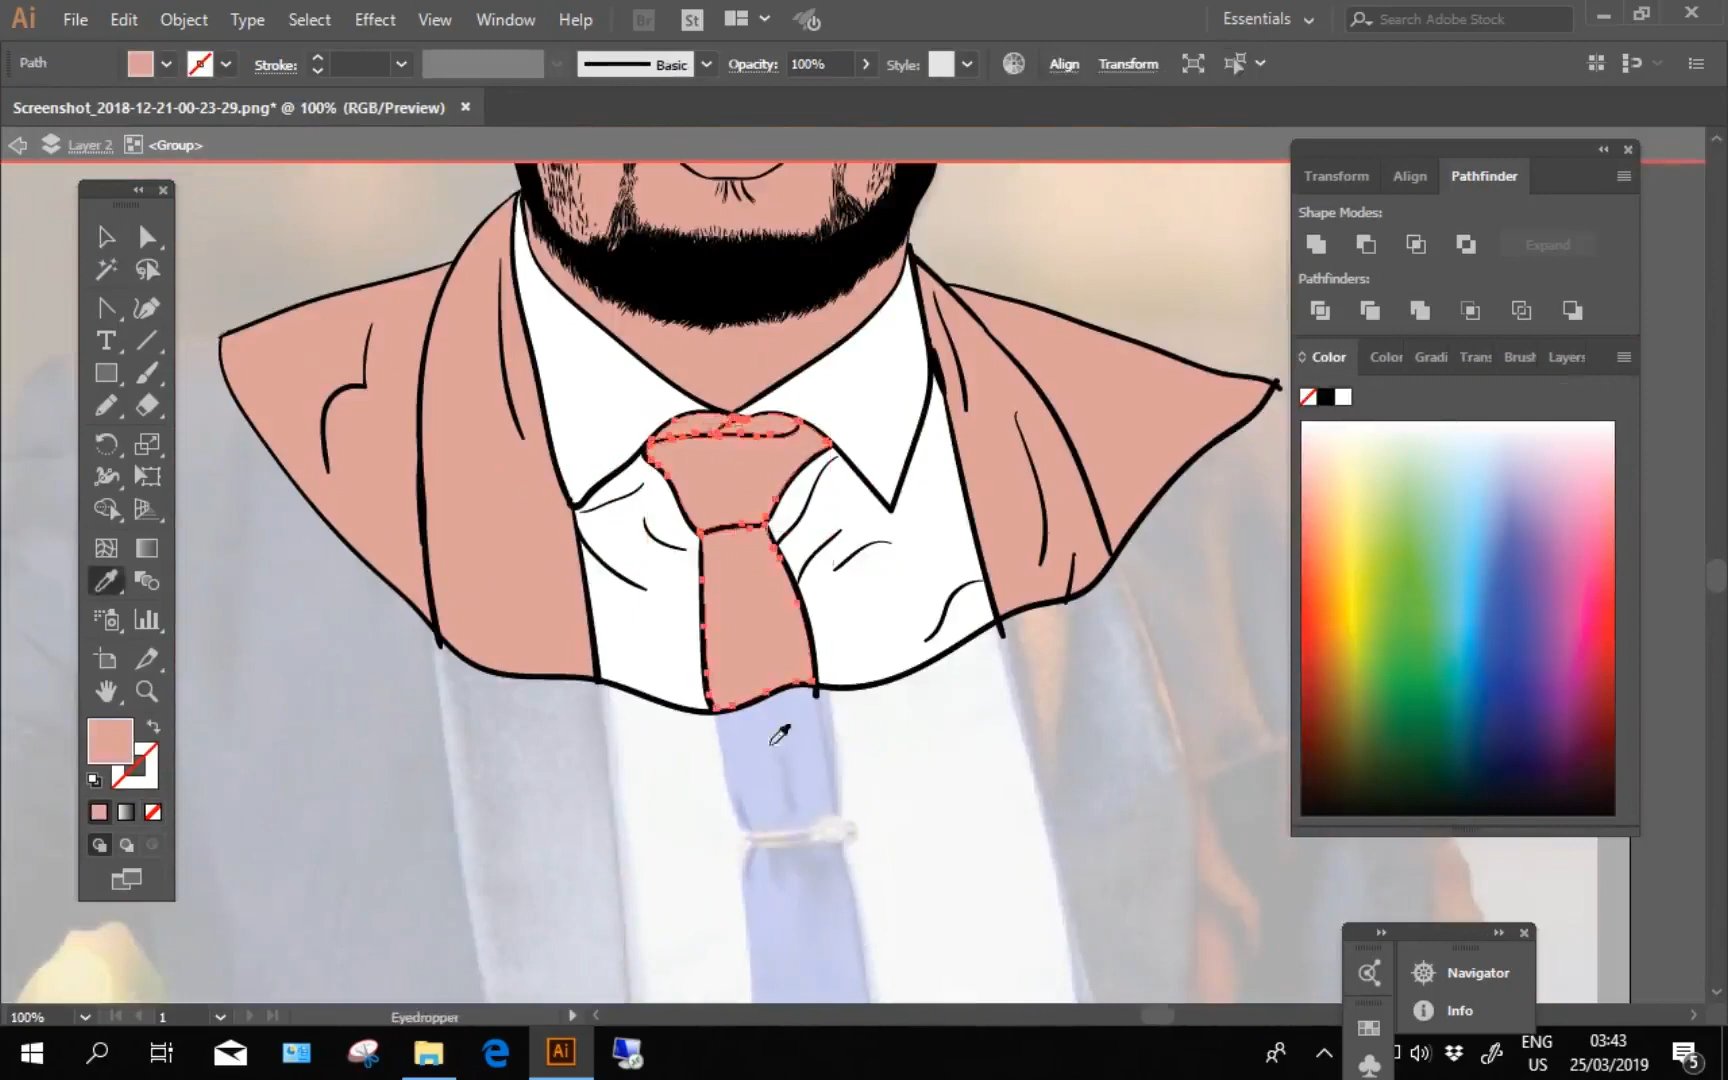 Ai File Edit Object Type Select Effect View Window Help Br St Essentials Search Adobe Stock
Path Stroke: Basic Opacity: 100% Style: Align Transform
Screenshot_2018-12-21-00-23-29.png* @ 100% (RGB/Preview)
Layer 2 <Group>
Transform Align Pathfinder
Shape Modes:
Expand
Pathfinders:
Color Color Gradi Trans Brush Layers
Navigator
Info
100% 1 Eyedropper
Ai
ENG
US
03:43
25/03/2019
5